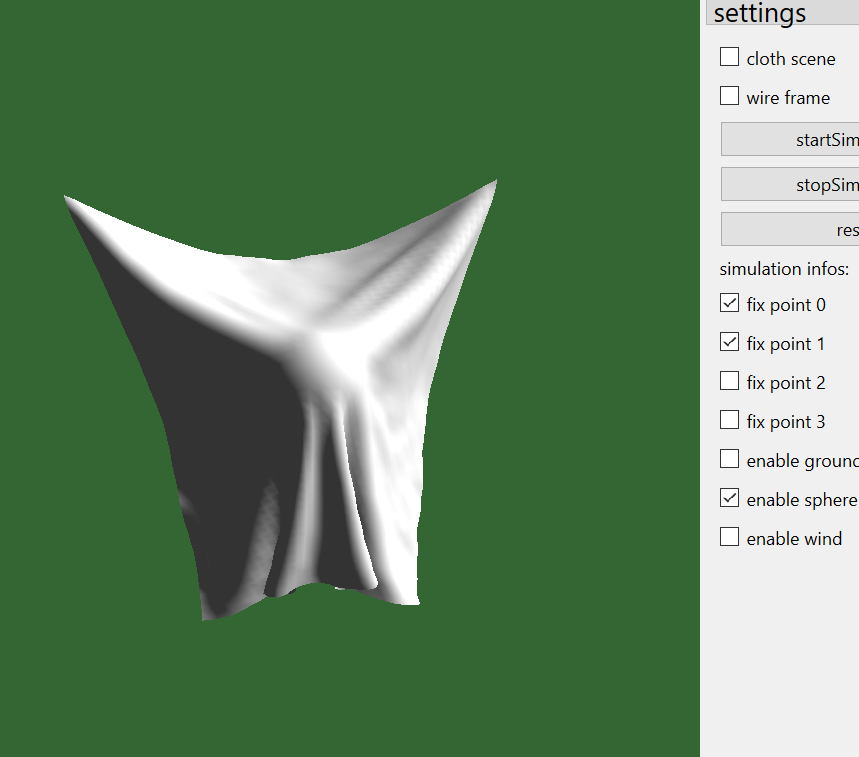 settings
cloth scene
wire frame
startSim
stopSim
res
simulation infos:
fix point 0
fix point 1
fix point 2
fix point 3
enable ground
enable sphere
enable wind